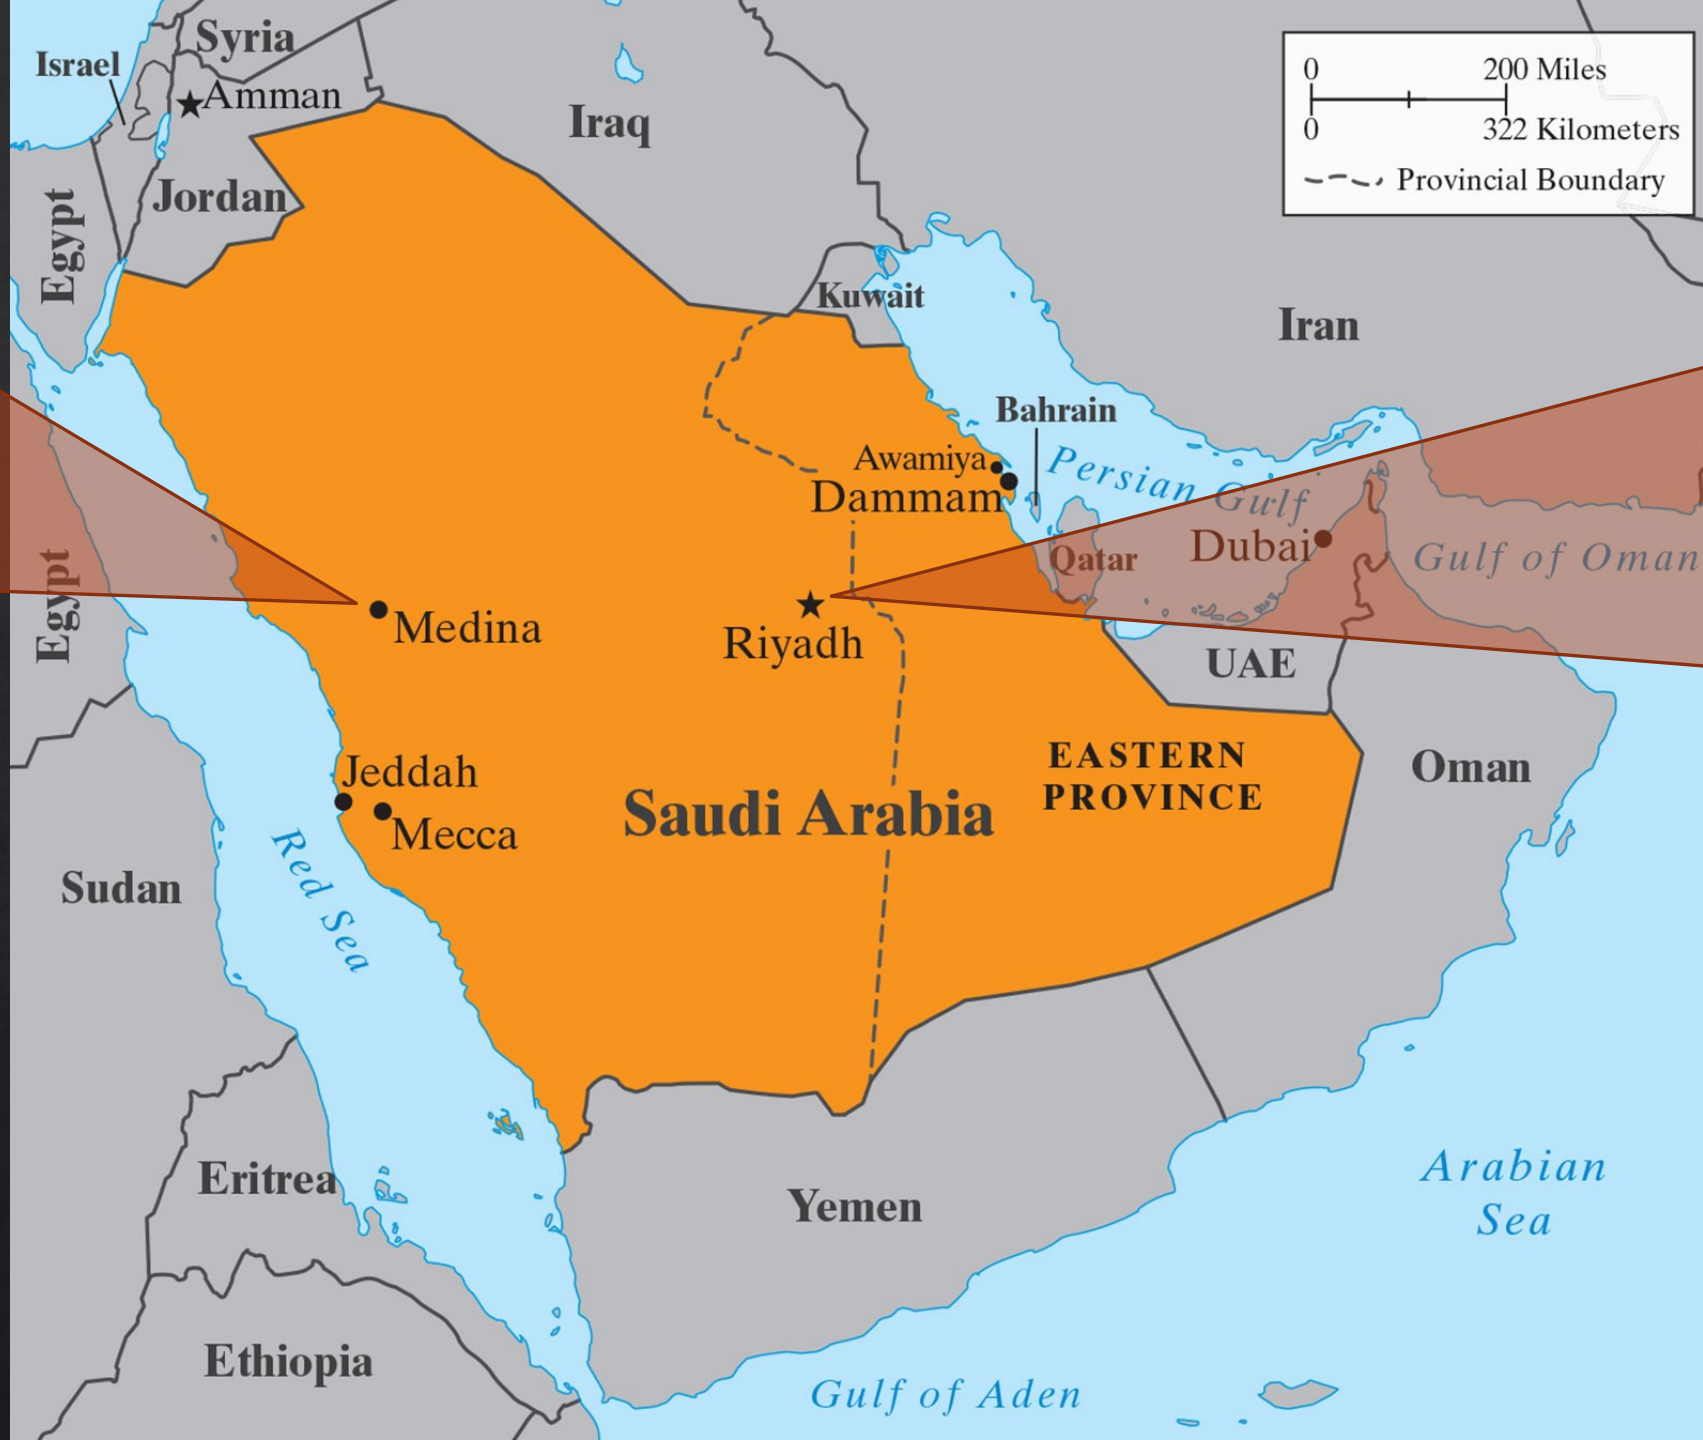 Syria
Israel
Amman
Iraq
0 200 Miles
0 322 Kilometers
Provincial Boundary
Jordan
Egypt
Kuwait
Iran
Bahrain
Awamiya
Dammam
Persian Gulf
Qatar
Dubai
Gulf of Oman
Egypt
Medina
Riyadh
UAE
EASTERN
PROVINCE
Oman
Jeddah
Mecca
Saudi Arabia
Red Sea
Sudan
Arabian
Sea
Eritrea
Yemen
Ethiopia
Gulf of Aden